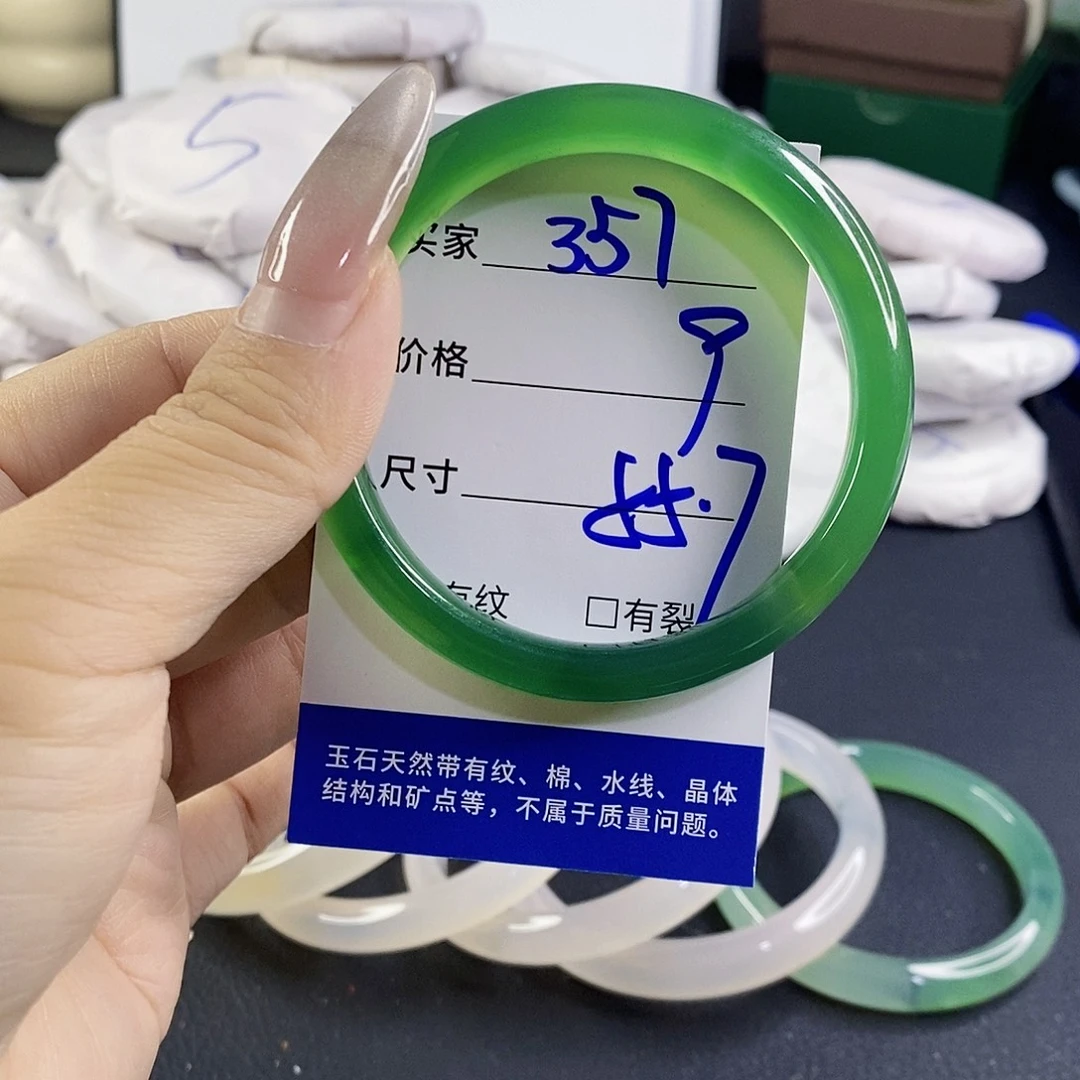 5
买家 357
价格 9
尺寸 55.7
有纹 □有裂
玉石天然带有纹、棉、水线、晶体
结构和矿点等，不属于质量问题。